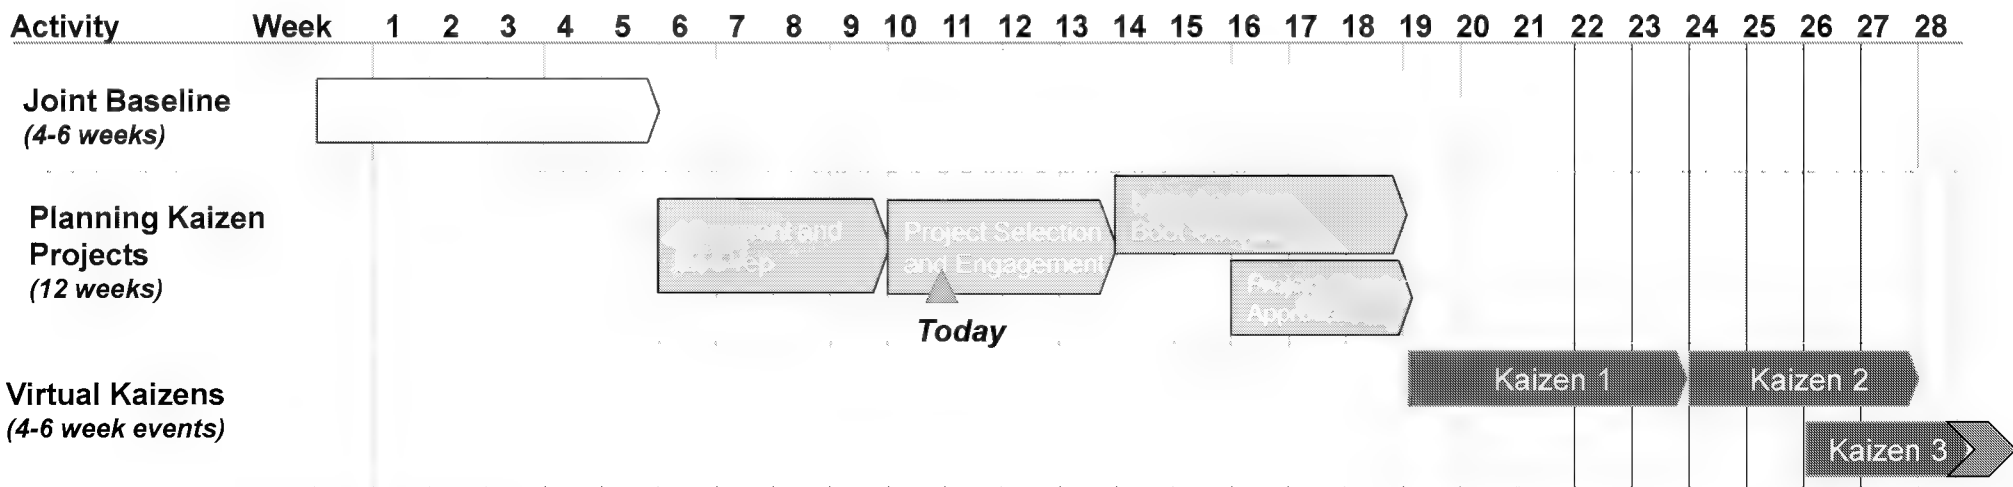 Activity Week 1 2 3 4 5 6 7 8 9 10 11 12 13 14 15 16 17 18 19 20 21 22 23 24 25 26 27 28
Joint Baseline
(4-6 weeks)
Planning Kaizen
Projects
(12 weeks)
and
Project Selection
and Engagement
Today
Virtual Kaizens
(4-6 week events)
Kaizen 1
Kaizen 2
Kaizen 3